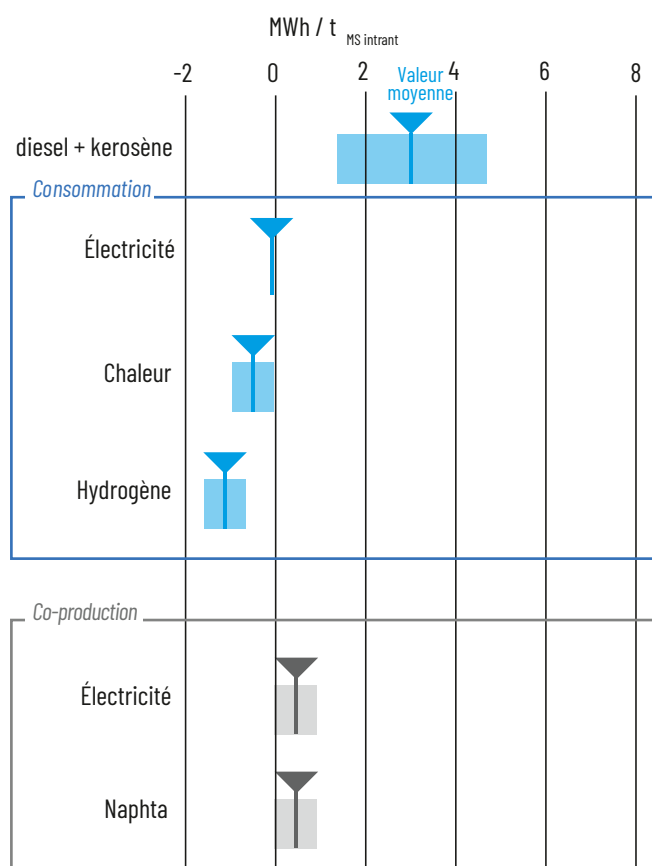 MWh / t MS intrant
-2 0 2 4 6 8
Valeur
moyenne
diesel + kerosène
Consommation
Électricité
Chaleur
Hydrogène
Co-production
Électricité
Naphta